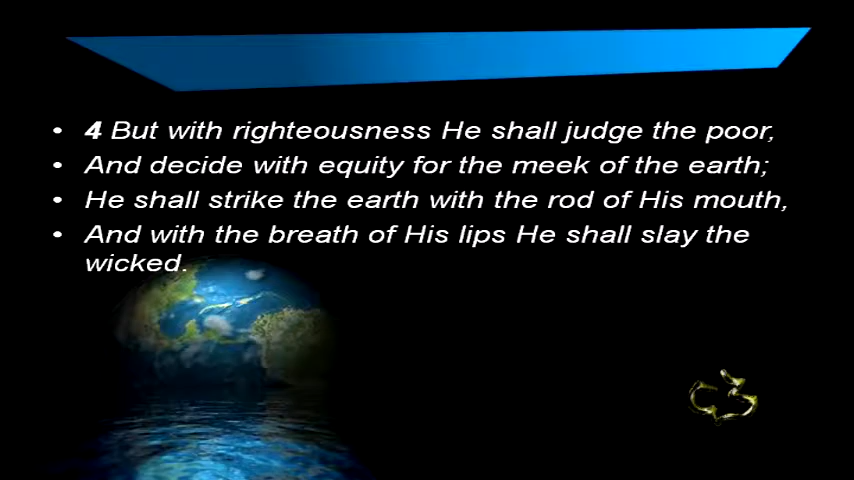 • 4 But with righteousness He shall judge the poor,
• And decide with equity for the meek of the earth;
• He shall strike the earth with the rod of His mouth,
• And with the breath of His lips He shall slay the
wicked.
C3